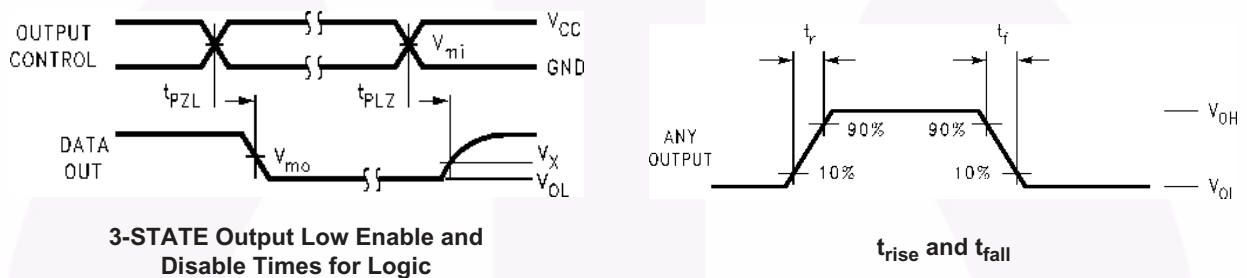 OUTPUT
CONTROL
VCC
Vmi
GND
tPZL
tPLZ
DATA
OUT
Vmo
VX
VOL
3-STATE Output Low Enable and
Disable Times for Logic
tr
tf
ANY
OUTPUT
90%
90%
10%
10%
VOH
VOL
trise and tfall